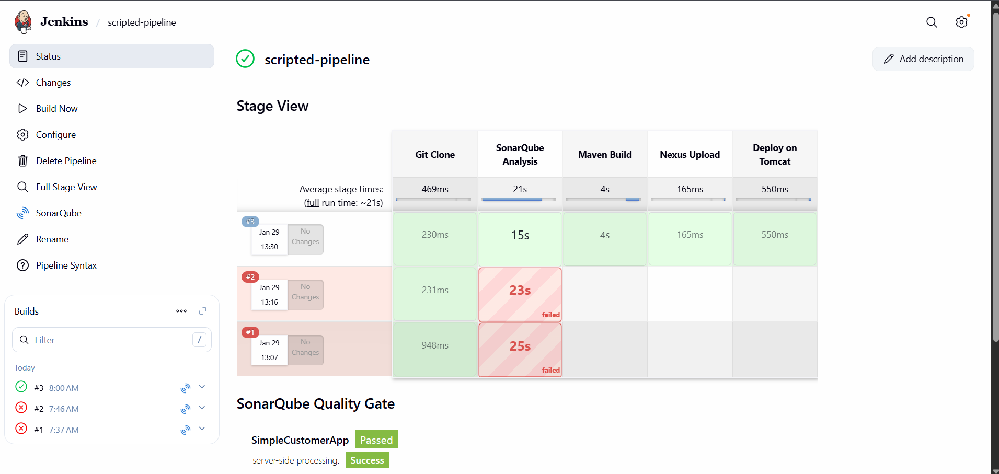 Jenkins / scripted-pipeline
Status
Changes
Build Now
Configure
Delete Pipeline
Full Stage View
SonarQube
Rename
Pipeline Syntax
Builds
Filter /
Today
#3 8:00 AM
#2 7:46 AM
#1 7:37 AM
scripted-pipeline
Add description
Stage View
Git Clone
SonarQube
Analysis
Maven Build
Nexus Upload
Deploy on
Tomcat
Average stage times:
(full run time: ~21s)
469ms 21s 4s 165ms 550ms
#3
Jan 29
13:30
No
Changes
230ms 15s 4s 165ms 550ms
#2
Jan 29
13:16
No
Changes
231ms 23s
failed
#1
Jan 29
13:07
No
Changes
948ms 25s
failed
SonarQube Quality Gate
SimpleCustomerApp Passed
server-side processing: Success